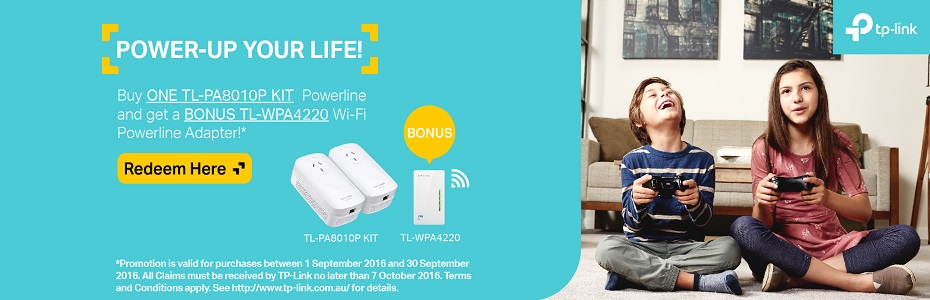 POWER-UP YOUR LIFE!
Buy ONE TL-PA8010P KIT Powerline
and get a BONUS TL-WPA4220 Wi-Fi
Powerline Adapter!*
Redeem Here
BONUS
TL-PA8010P KIT
TL-WPA4220
*Promotion is valid for purchases between 1 September 2016 and 30 September
2016. All Claims must be received by TP-Link no later than 7 October 2016. Terms
and Conditions apply. See http://www.tp-link.com.au/ for details.
tp-link